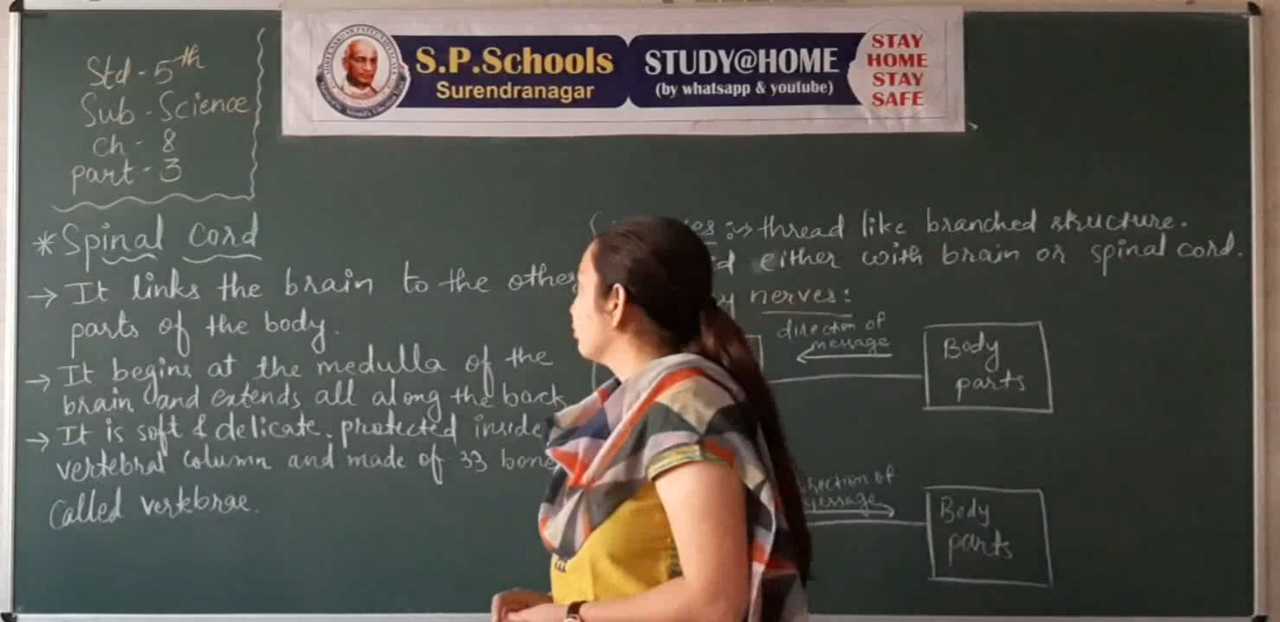 S.P.Schools
Surendranagar
STUDY@HOME
(by whatsapp & youtube)
STAY
HOME
STAY
SAFE
Std - 5th
Sub - Science
ch - 8
part - 3
* Spinal cord
→ It links the brain to the other
parts of the body.
→ It begins at the medulla of the
brain and extends all along the back
→ It is soft & delicate. protected inside
vertebral column and made of 33 bone
called vertebrae.
:→ thread like branched structure.
either with brain or spinal cord.
nerves:
direction of
message
Body
parts
direction of
message
Body
parts